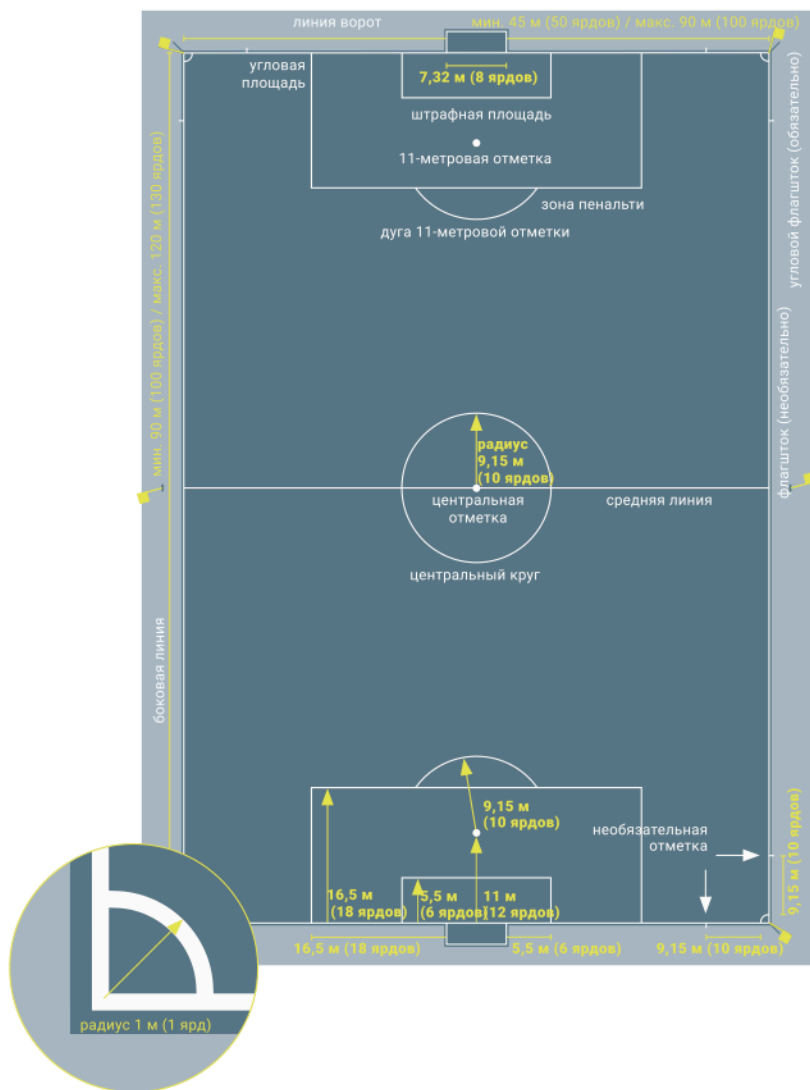 линия ворот
мин. 45 м (50 ярдов) / макс. 90 м (100 ярдов)
угловая
площадь
7,32 м (8 ярдов)
штрафная площадь
11-метровая отметка
зона пенальти
дуга 11-метровой отметки
мин. 90 м (100 ярдов) / макс. 120 м (130 ярдов)
угловой флагшток (обязательно)
флагшток (необязательно)
радиус
9,15 м
(10 ярдов)
центральная
отметка
средняя линия
центральный круг
боковая линия
9,15 м
(10 ярдов)
необязательная
отметка
9,15 м (10 ярдов)
16,5 м
(18 ярдов)
5,5 м
(6 ярдов)
11 м
(12 ярдов)
16,5 м (18 ярдов)
5,5 м (6 ярдов)
9,15 м (10 ярдов)
радиус 1 м (1 ярд)